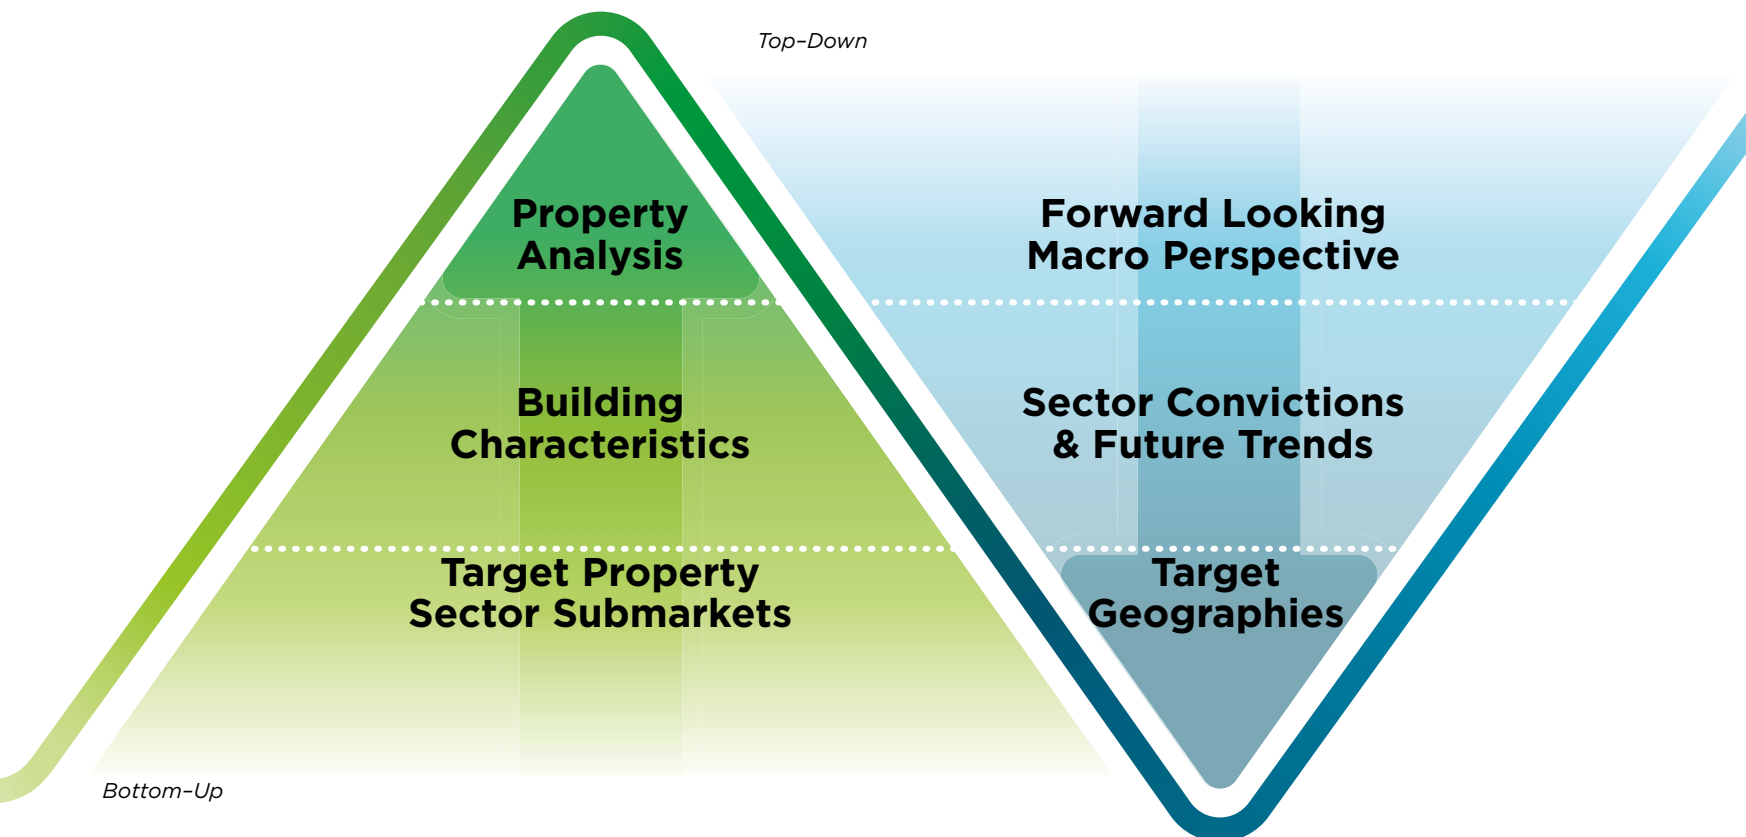 Top–Down
Property
Analysis
Forward Looking
Macro Perspective
Building
Characteristics
Sector Convictions
& Future Trends
Target Property
Sector Submarkets
Target
Geographies
Bottom–Up